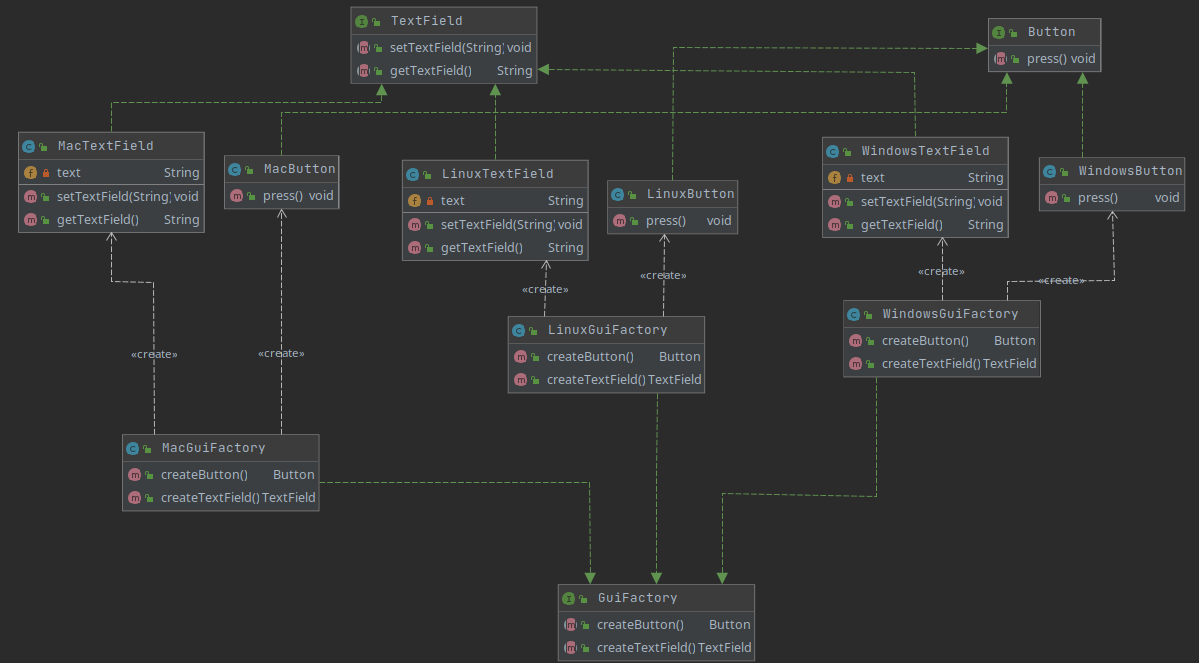 TextField
setTextField(String) void
getTextField() String
Button
press() void
MacTextField
text String
setTextField(String) void
getTextField() String
MacButton
press() void
LinuxTextField
text String
setTextField(String) void
getTextField() String
LinuxButton
press() void
WindowsTextField
text String
setTextField(String) void
getTextField() String
WindowsButton
press() void
«create»
«create»
«create»
«create»
LinuxGuiFactory
createButton() Button
createTextField() TextField
WindowsGuiFactory
createButton() Button
createTextField() TextField
«create»
«create»
MacGuiFactory
createButton() Button
createTextField() TextField
GuiFactory
createButton() Button
createTextField() TextField